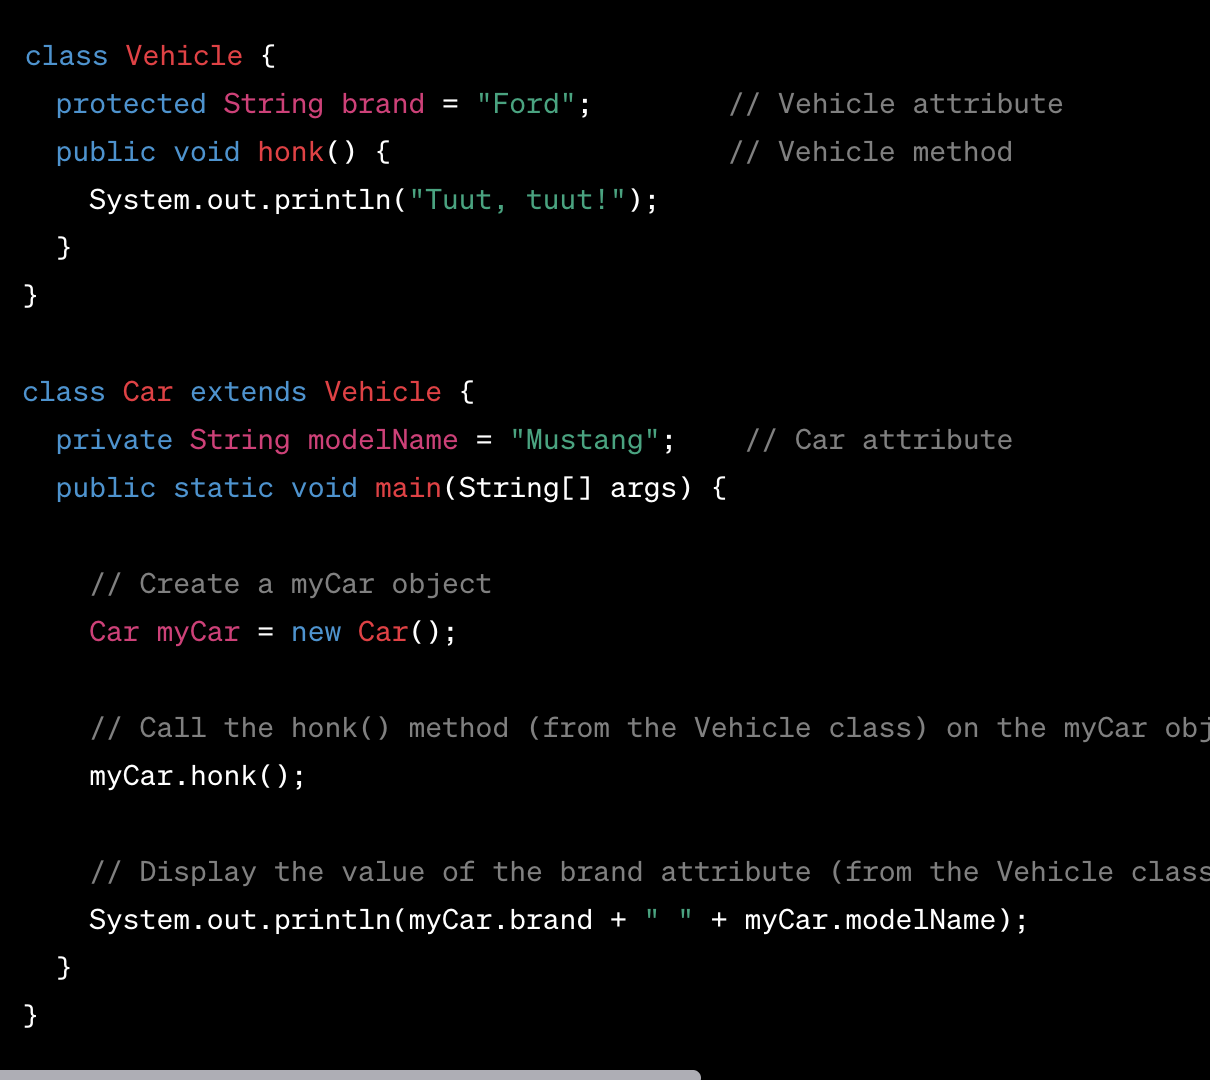 class Vehicle {
  protected String brand = "Ford";        // Vehicle attribute
  public void honk() {                    // Vehicle method
    System.out.println("Tuut, tuut!");
  }
}

class Car extends Vehicle {
  private String modelName = "Mustang";    // Car attribute
  public static void main(String[] args) {

    // Create a myCar object
    Car myCar = new Car();

    // Call the honk() method (from the Vehicle class) on the myCar obj
    myCar.honk();

    // Display the value of the brand attribute (from the Vehicle class
    System.out.println(myCar.brand + " " + myCar.modelName);
  }
}